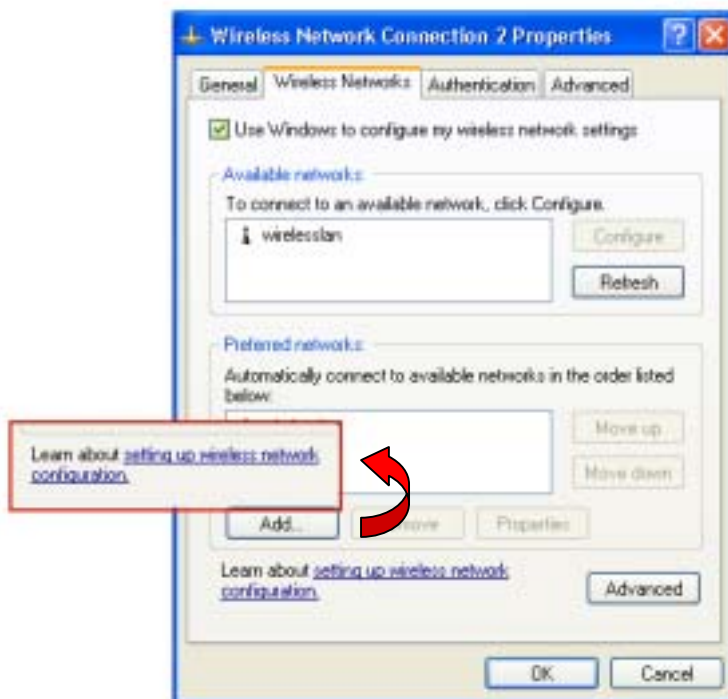 Wireless Network Connection 2 Properties
General Wireless Networks Authentication Advanced
Use Windows to configure my wireless network settings
Available networks:
To connect to an available network, click Configure.
wirelesslan
Configure
Refresh
Preferred networks:
Automatically connect to available networks in the order listed
below:
Move up
Move down
Learn about setting up wireless network
configuration.
Add... Properties
Learn about setting up wireless network
configuration.
Advanced
OK Cancel